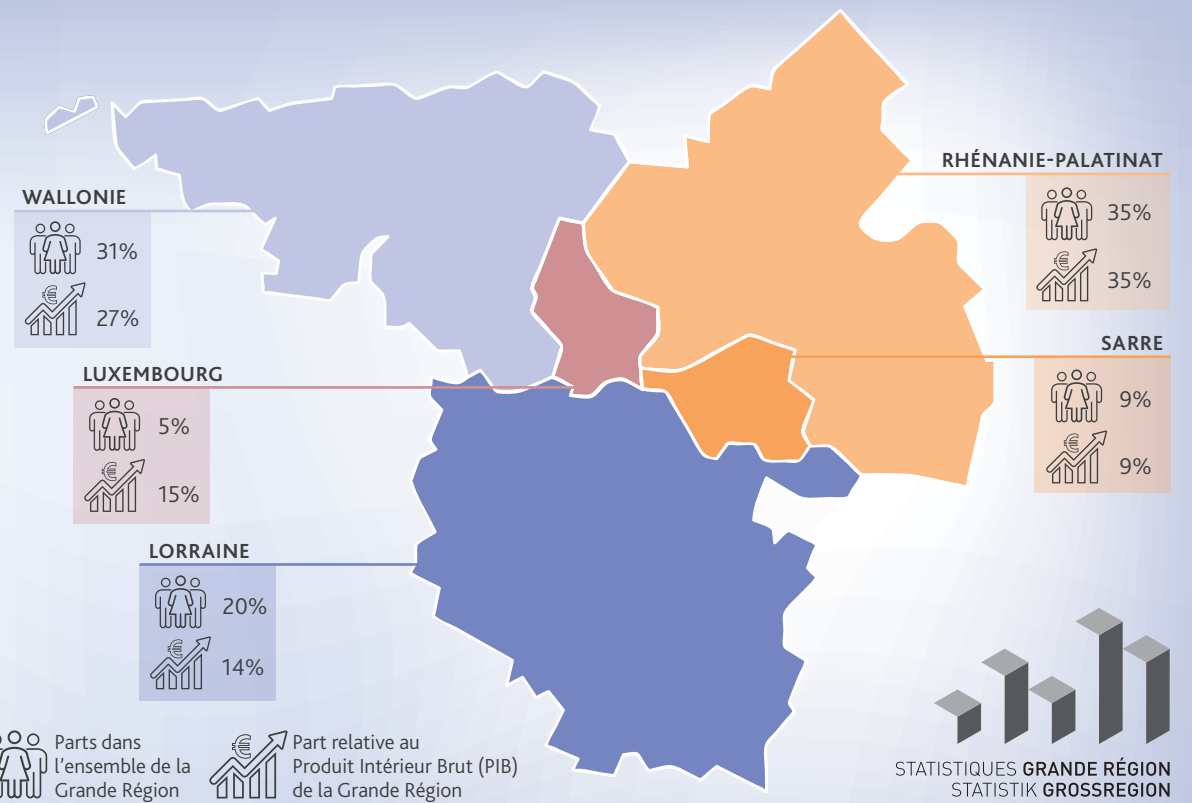 RHÉNANIE-PALATINAT
35%
35%
WALLONIE
31%
27%
SARRE
9%
9%
LUXEMBOURG
5%
15%
LORRAINE
20%
14%
Parts dans
l'ensemble de la
Grande Région
Part relative au
Produit Intérieur Brut (PIB)
de la Grande Région
STATISTIQUES GRANDE RÉGION
STATISTIK GROSSREGION